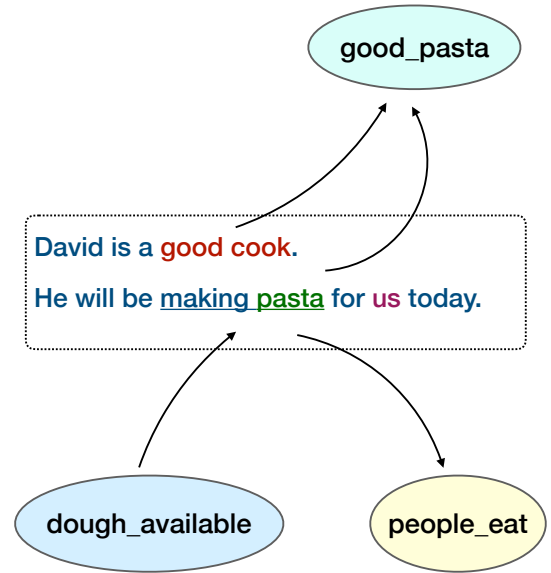 good_pasta
David is a good cook.
He will be making pasta for us today.
dough_available
people_eat